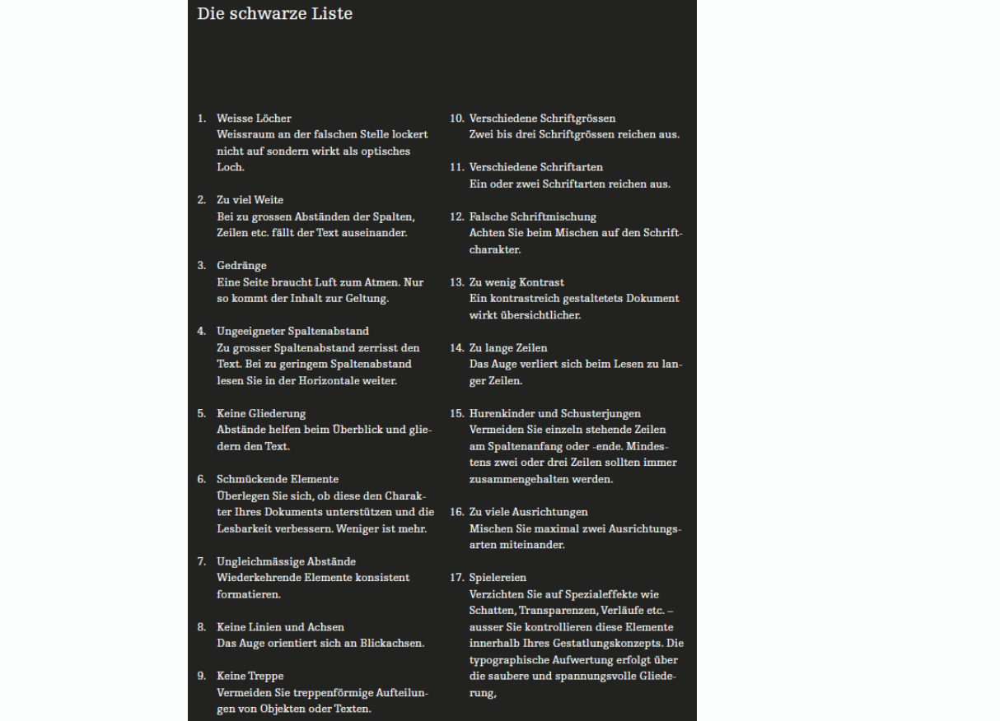 Die schwarze Liste
1. Weisse Löcher
Weissraum an der falschen Stelle lockert
nicht auf sondern wirkt als optisches
Loch.
2. Zu viel Weite
Bei zu grossen Abständen der Spalten,
Zeilen etc. fällt der Text auseinander.
3. Gedränge
Eine Seite braucht Luft zum Atmen. Nur
so kommt der Inhalt zur Geltung.
4. Ungeeigneter Spaltenabstand
Zu grosser Spaltenabstand zerrisst den
Text. Bei zu geringem Spaltenabstand
lesen Sie in der Horizontale weiter.
5. Keine Gliederung
Abstände helfen beim Überblick und glie-
dern den Text.
6. Schmückende Elemente
Überlegen Sie sich, ob diese den Charak-
ter Ihres Dokuments unterstützen und die
Lesbarkeit verbessern. Weniger ist mehr.
7. Ungleichmässige Abstände
Wiederkehrende Elemente konsistent
formatieren.
8. Keine Linien und Achsen
Das Auge orientiert sich an Blickachsen.
9. Keine Treppe
Vermeiden Sie treppenförmige Aufteilun-
gen von Objekten oder Texten.
10. Verschiedene Schriftgrössen
Zwei bis drei Schriftgrössen reichen aus.
11. Verschiedene Schriftarten
Ein oder zwei Schriftarten reichen aus.
12. Falsche Schriftmischung
Achten Sie beim Mischen auf den Schrift-
charakter.
13. Zu wenig Kontrast
Ein kontrastreich gestaltetets Dokument
wirkt übersichtlicher.
14. Zu lange Zeilen
Das Auge verliert sich beim Lesen zu lan-
ger Zeilen.
15. Hurenkinder und Schusterjungen
Vermeiden Sie einzeln stehende Zeilen
am Spaltenanfang oder -ende. Mindes-
tens zwei oder drei Zeilen sollten immer
zusammengehalten werden.
16. Zu viele Ausrichtungen
Mischen Sie maximal zwei Ausrichtungs-
arten miteinander.
17. Spielereien
Verzichten Sie auf Spezialeffekte wie
Schatten, Transparenzen, Verläufe etc. –
ausser Sie kontrollieren diese Elemente
innerhalb Ihres Gestatlungskonzepts. Die
typographische Aufwertung erfolgt über
die saubere und spannungsvolle Gliede-
rung,